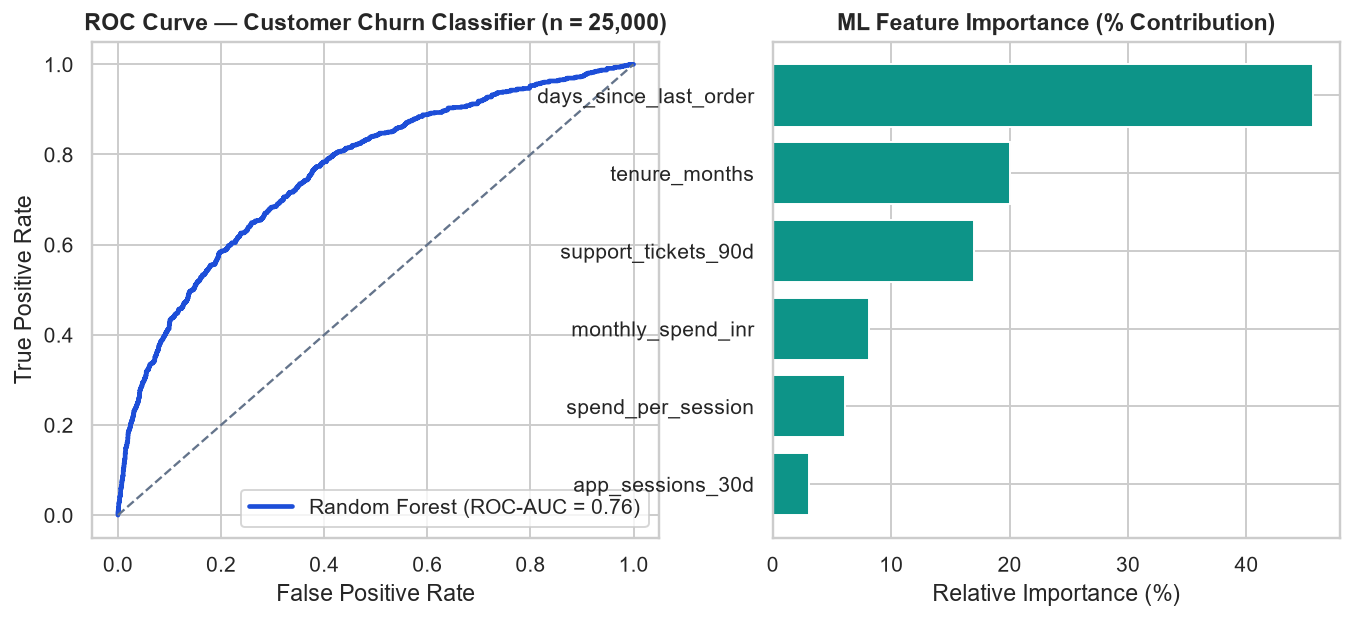 ROC Curve — Customer Churn Classifier (n = 25,000)
True Positive Rate
1.0
0.8
0.6
0.4
0.2
0.0
Random Forest (ROC-AUC = 0.76)
0.0 0.2 0.4 0.6 0.8 1.0
False Positive Rate
ML Feature Importance (% Contribution)
days_since_last_order
tenure_months
support_tickets_90d
monthly_spend_inr
spend_per_session
app_sessions_30d
0 10 20 30 40
Relative Importance (%)